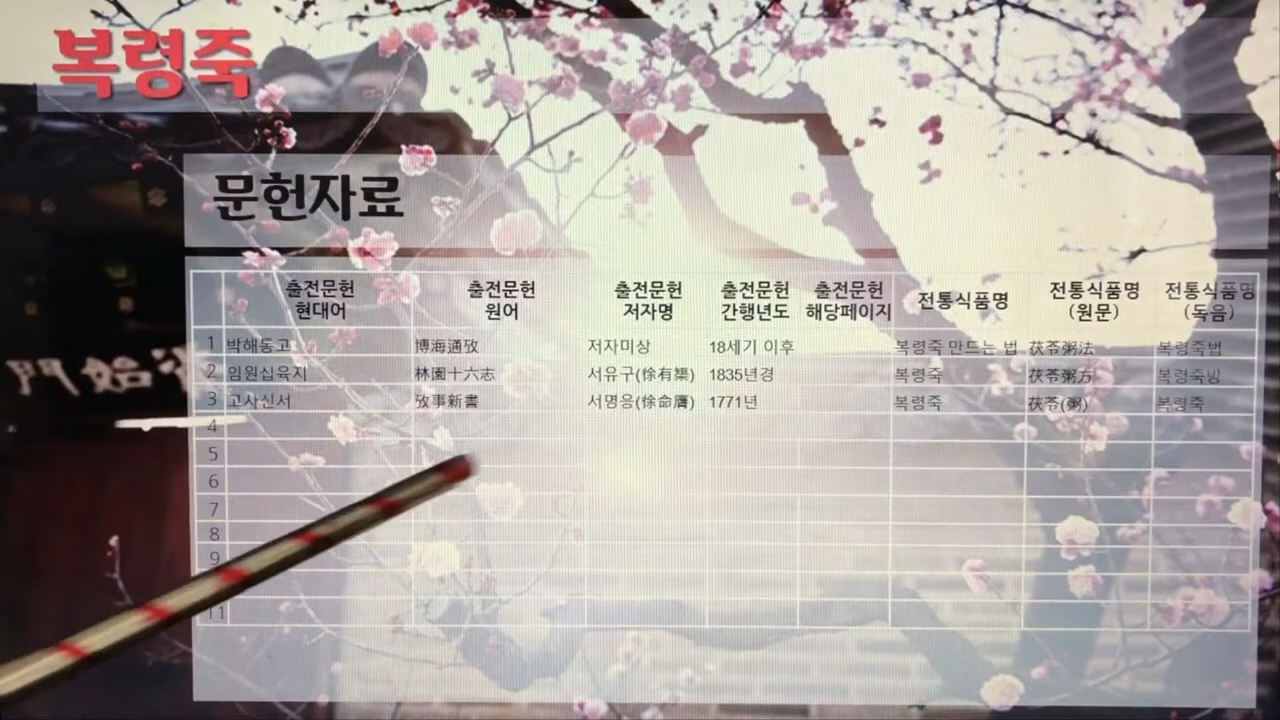 복령죽
문헌자료
출전문헌 현대어 출전문헌 원어 출전문헌 저자명 출전문헌 간행년도 출전문헌 해당페이지 전통식품명 전통식품명 (원문) 전통식품명 (독음)
1 박해통고 博海通攷 저자미상 18세기 이후 복령죽 만드는 법 茯苓粥法 복령죽법
2 임원십육지 林園十六志 서유구(徐有榘) 1835년경 복령죽 茯苓粥方 복령죽방
3 고사신서 攷事新書 서명응(徐命膺) 1771년 복령죽 茯苓(粥) 복령죽
4
5
6
7
8
9
11
門 始